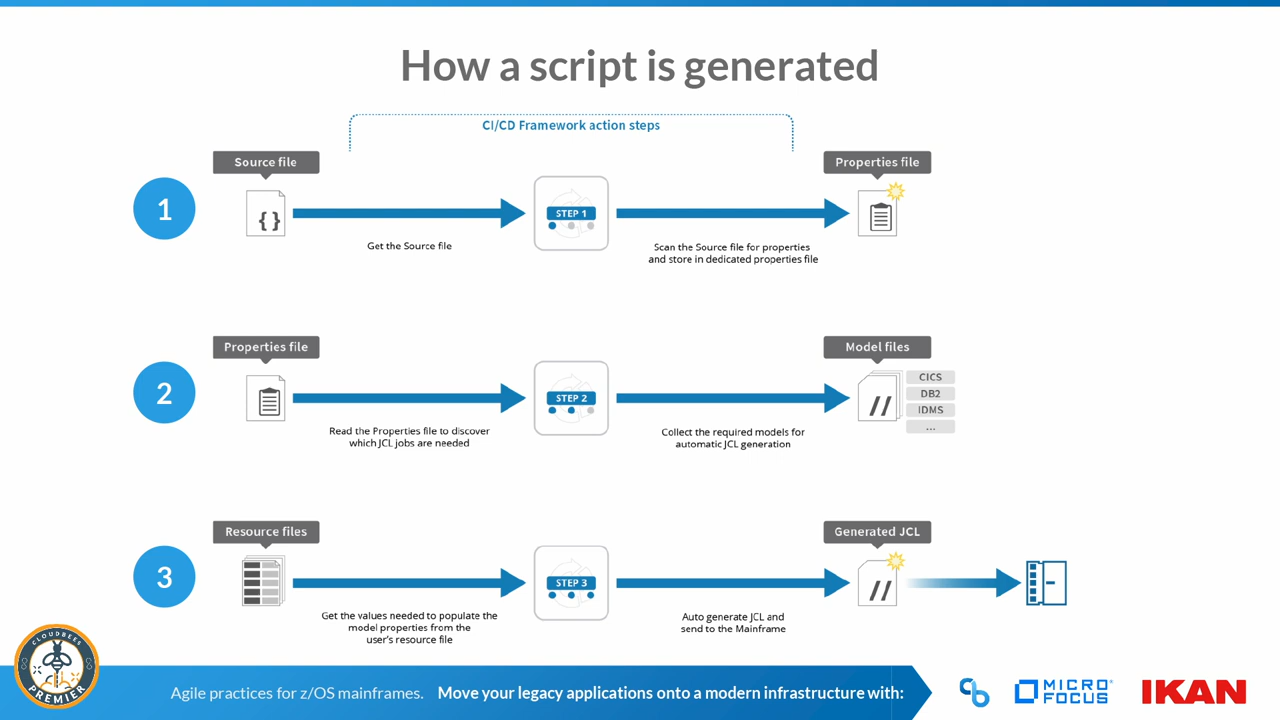 How a script is generated
CI/CD Framework action steps
Source file
Properties file
1
{ }
STEP 1
Get the Source file
Scan the Source file for properties
and store in dedicated properties file
Properties file
Model files
2
STEP 2
//
CICS
DB2
IDMS
...
Read the Properties file to discover
which JCL jobs are needed
Collect the required models for
automatic JCL generation
Resource files
Generated JCL
3
STEP 3
//
Get the values needed to populate the
model properties from the
user's resource file
Auto generate JCL and
send to the Mainframe
CLOUDBEES
PREMIER
Agile practices for z/OS mainframes. Move your legacy applications onto a modern infrastructure with:
MICRO
FOCUS
IKAN